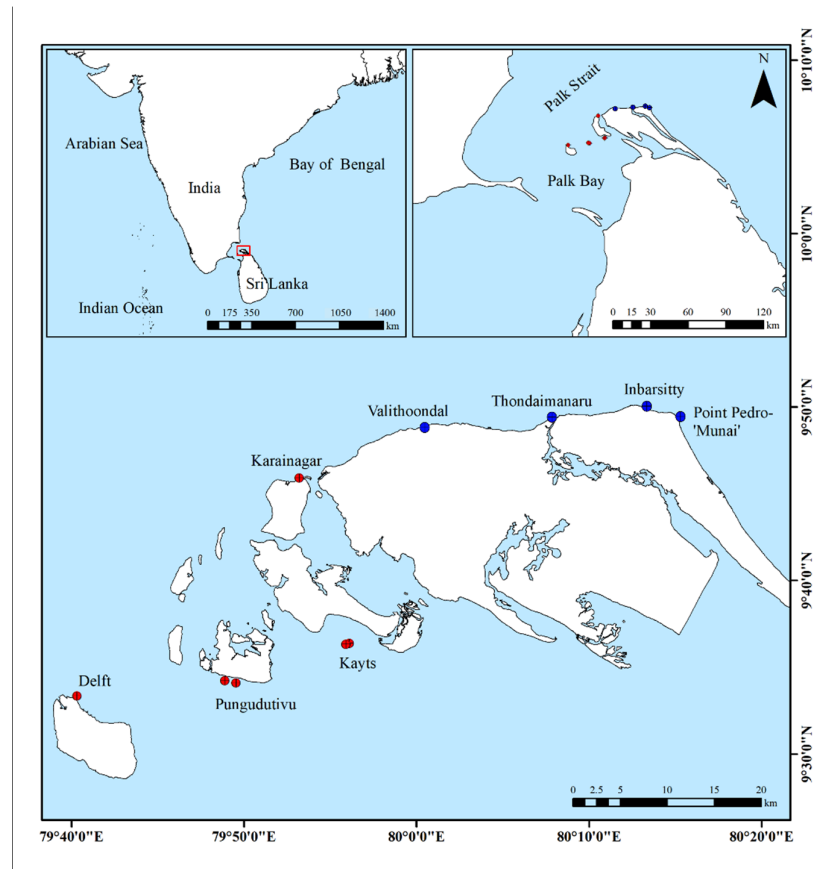 Arabian Sea
Bay of Bengal
India
Sri Lanka
Indian Ocean
0 175 350 700 1050 1400
km
Palk Strait
N
Palk Bay
0 15 30 60 90 120
km
10°10'0"N
10°0'0"N
9°50'0"N
9°40'0"N
9°30'0"N
Inbarsitty
Thondaimanaru
Valithoondal
Point Pedro-
'Munai'
Karainagar
Kayts
Delft
Pungudutivu
0 2.5 5 10 15 20
km
79°40'0"E 79°50'0"E 80°0'0"E 80°10'0"E 80°20'0"E